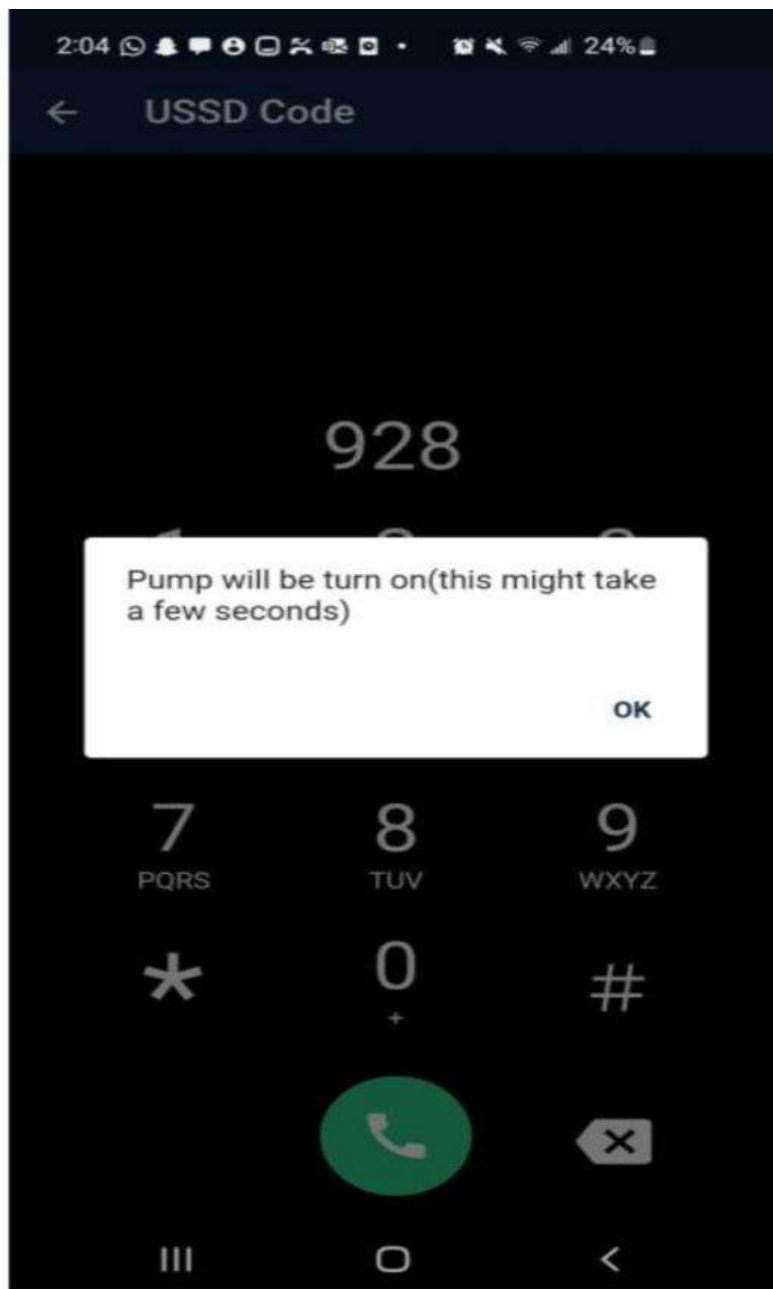 2:04 24%
USSD Code
928
Pump will be turn on(this might take
a few seconds)
OK
7 8 9
PQRS TUV WXYZ
* 0 #
+